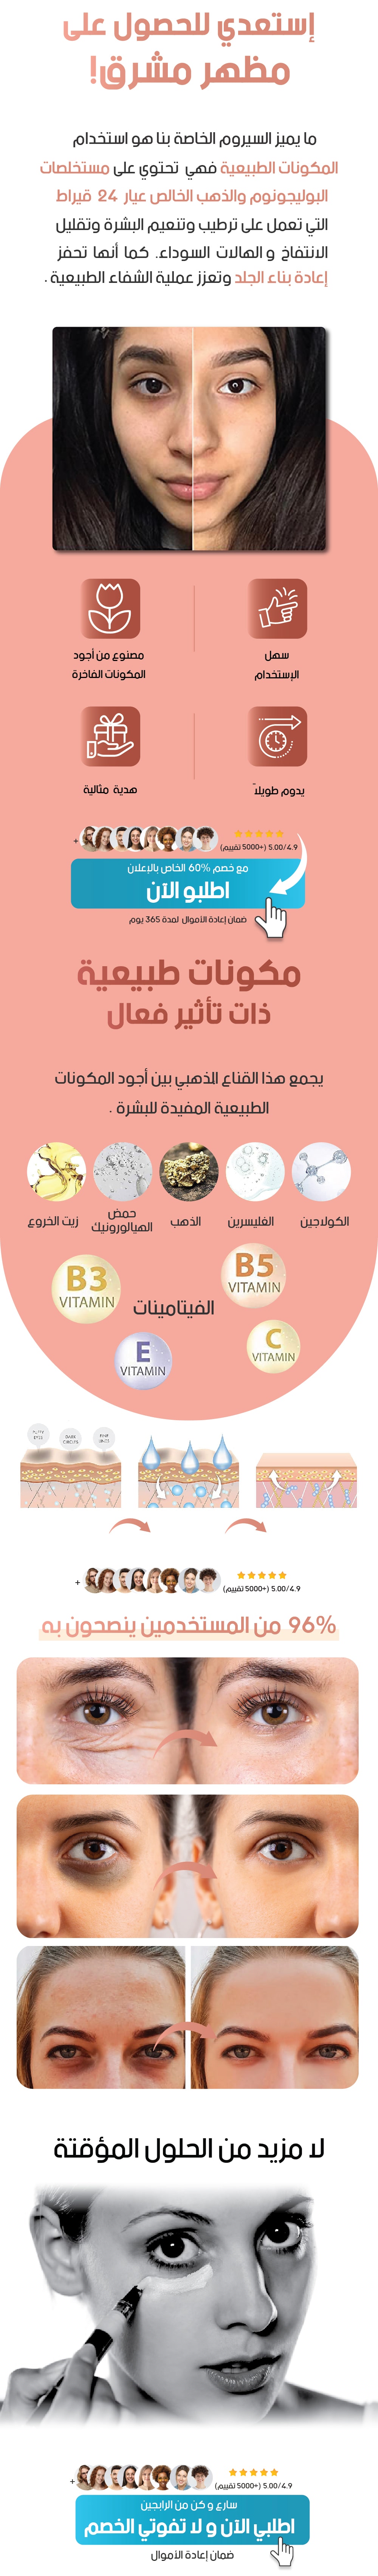 إستعدي للحصول على
مظهر مشرق!
ما يميز السيروم الخاصة بنا هو استخدام
المكونات الطبيعية فهي تحتوي على مستخلصات
البوليجونوم والذهب الخالص عيار 24 قيراط
التي تعمل على ترطيب وتنعيم البشرة وتقليل
الانتفاخ و الهالات السوداء. كما أنها تحفز
إعادة بناء الجلد وتعزز عملية الشفاء الطبيعية .
سهل
الإستخدام
مصنوع من أجود
المكونات الفاخرة
يدوم طويلاً
هدية مثالية
+
5.00/4.9 (+5000 تقييم)
مع خصم 60% الخاص بالإعلان
اطلبو الآن
ضمان إعادة الأموال لمدة 365 يوم
مكونات طبيعية
ذات تأثير فعال
يجمع هذا القناع الذهبي بين أجود المكونات
الطبيعية المفيدة للبشرة .
الكولاجين
الغليسرين
الذهب
حمض
الهيالورونيك
زيت الخروع
B3
VITAMIN
B5
VITAMIN
الفيتامينات
E
VITAMIN
C
VITAMIN
PUFFY
EYES
DARK
CIRCLES
FINE
LINES
+
5.00/4.9 (+5000 تقييم)
96% من المستخدمين ينصحون به
لا مزيد من الحلول المؤقتة
+
5.00/4.9 (+5000 تقييم)
سارع و كن من الرابحين
اطلبي الآن و لا تفوتي الخصم
ضمان إعادة الأموال